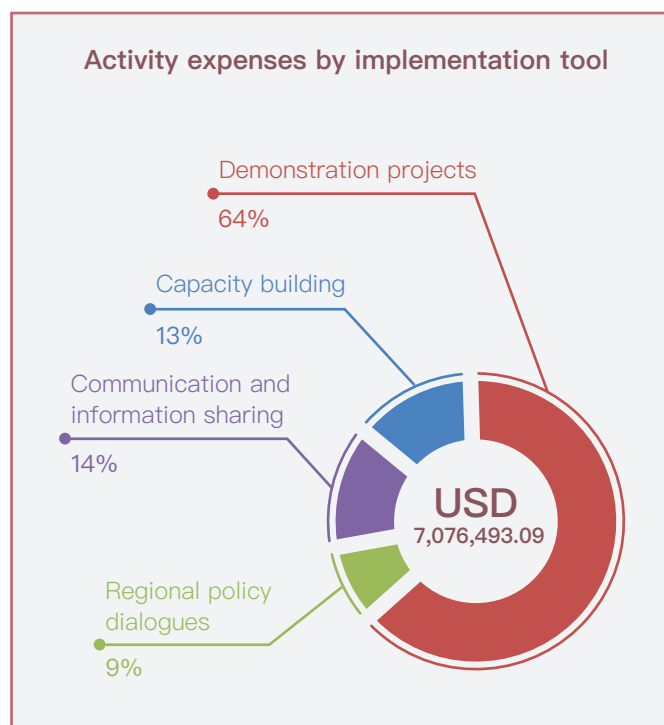 Activity expenses by implementation tool
Demonstration projects
64%
Capacity building
13%
Communication and
information sharing
14%
USD
7,076,493.09
Regional policy
dialogues
9%